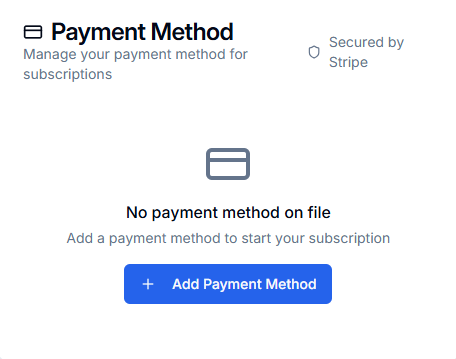 Payment Method
Manage your payment method for
subscriptions
Secured by
Stripe
No payment method on file
Add a payment method to start your subscription
Add Payment Method